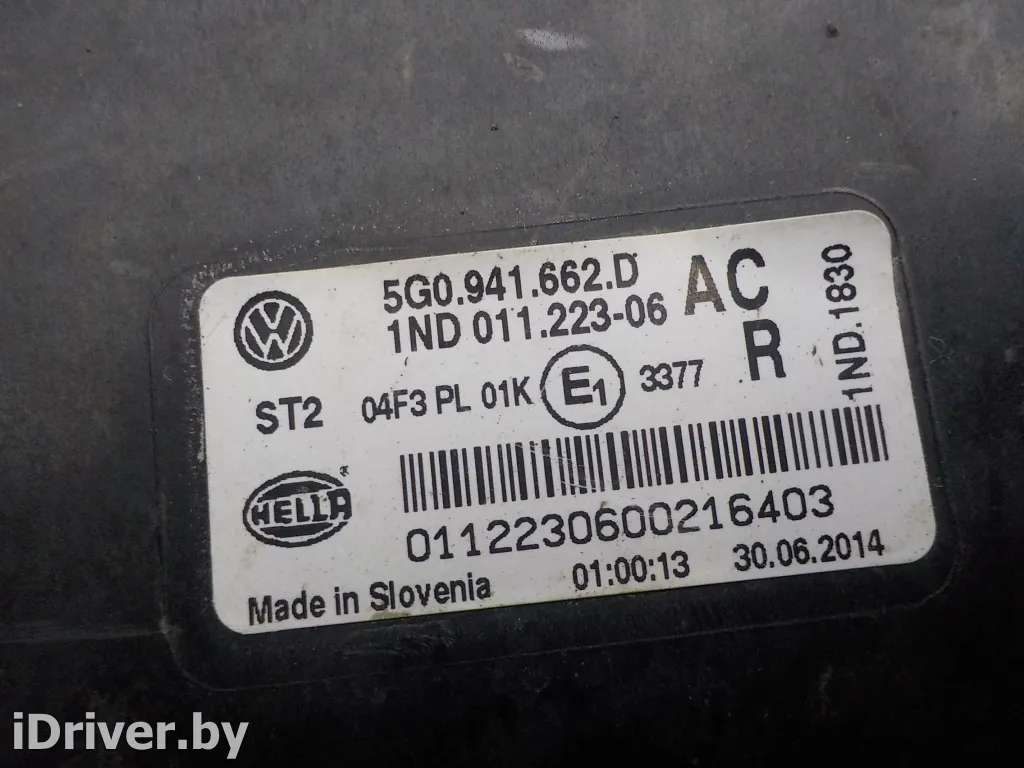 5G0.941.662.D AC
1ND 011.223-06 R
1ND.1830
ST2 04F3 PL 01K E1 3377
HELLA®
0112230600216403
Made in Slovenia 01:00:13 30.06.2014
iDriver.by